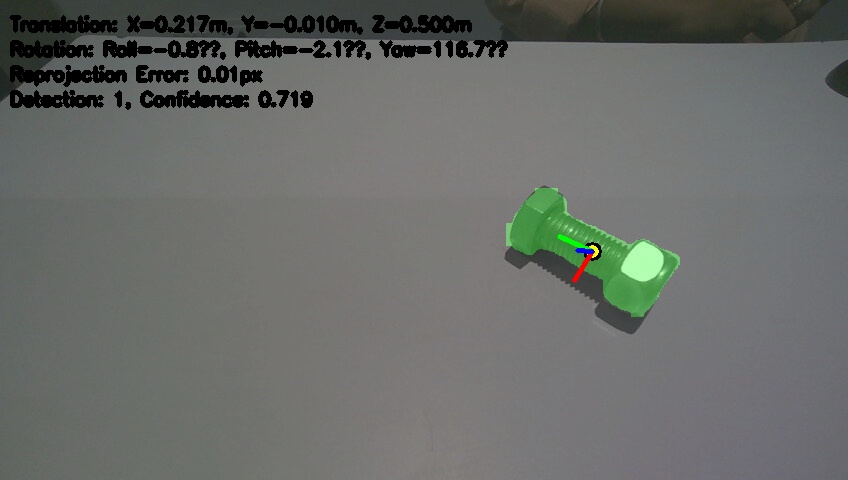 Translation: X=0.217m, Y=-0.010m, Z=0.500m
Rotation: Roll=-0.8??, Pitch=-2.1??, Yaw=116.7??
Reprojection Error: 0.01px
Detection: 1, Confidence: 0.719